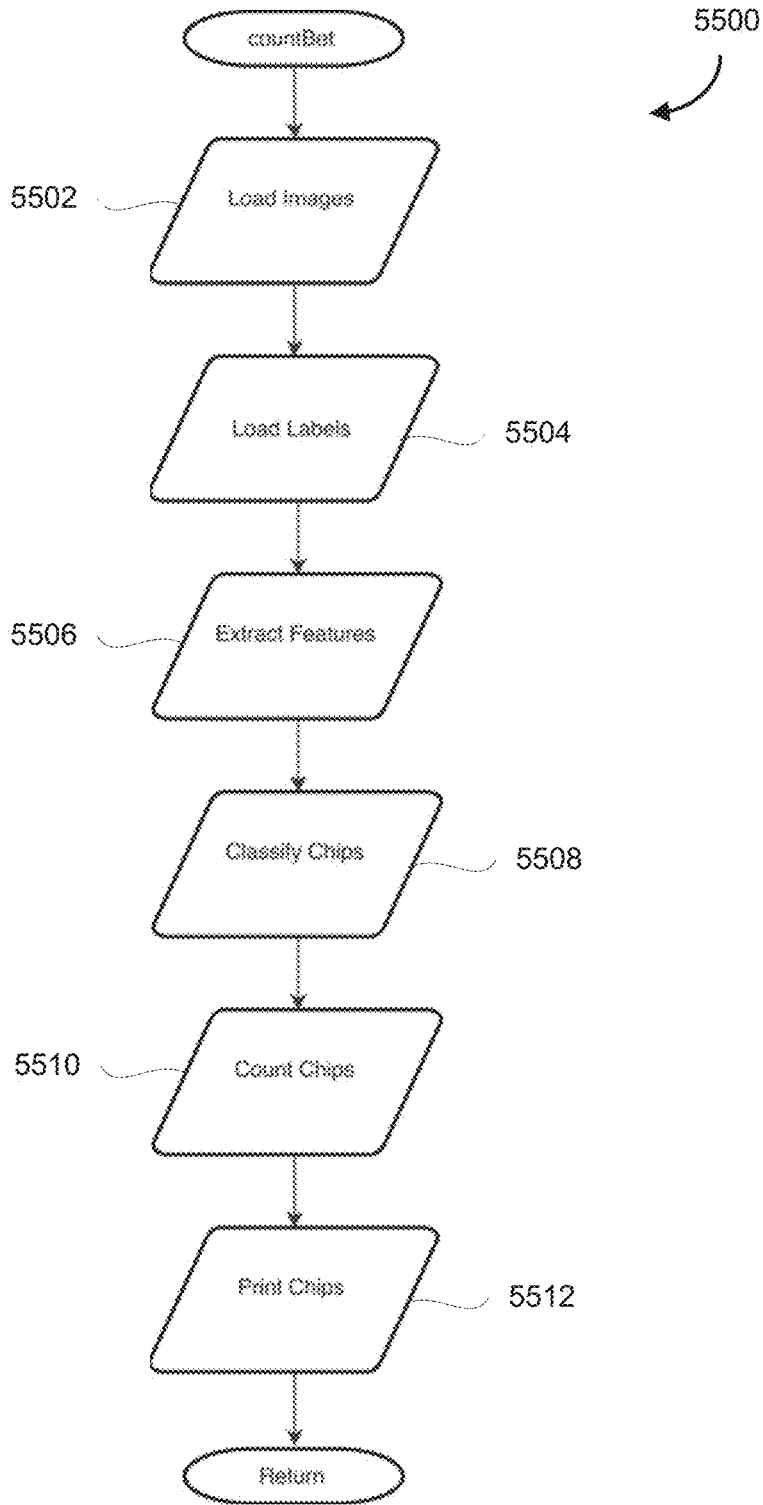 countBet
5500
5502
Load Images
Load Labels
5504
5506
Extract Features
Classify Chips
5508
5510
Count Chips
Print Chips
5512
Return